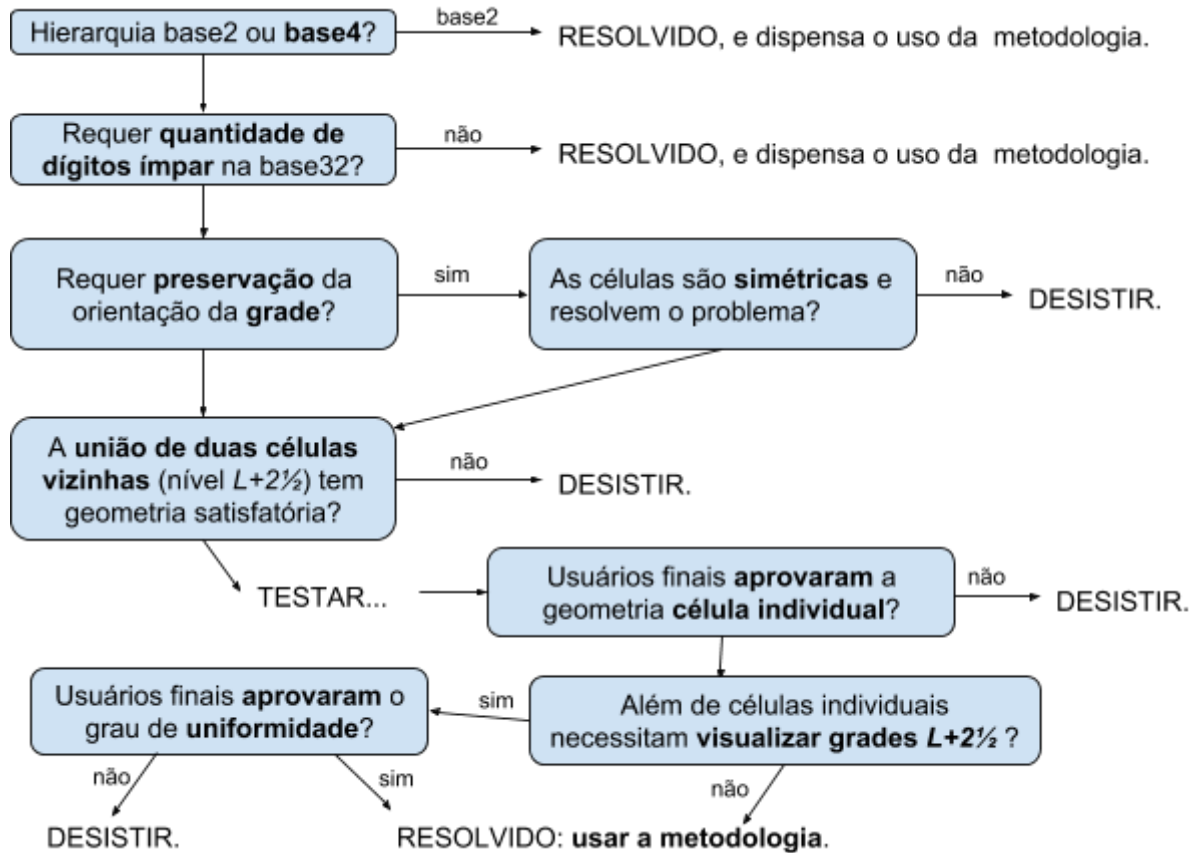 Hierarquia base2 ou base4?
base2
RESOLVIDO, e dispensa o uso da metodologia.
Requer quantidade de
dígitos ímpar na base32?
não
RESOLVIDO, e dispensa o uso da metodologia.
Requer preservação da
orientação da grade?
sim
As células são simétricas e
resolvem o problema?
não
DESISTIR.
A união de duas células
vizinhas (nível L+2½) tem
geometria satisfatória?
não
DESISTIR.
TESTAR...
Usuários finais aprovaram a
geometria célula individual?
não
DESISTIR.
Além de células individuais
necessitam visualizar grades L+2½ ?
sim
Usuários finais aprovaram o
grau de uniformidade?
não
sim
não
DESISTIR.
RESOLVIDO: usar a metodologia.